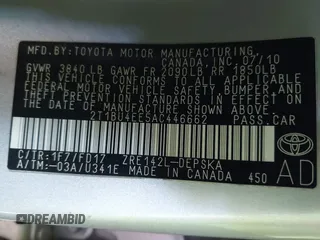 MFD.BY:TOYOTA MOTOR MANUFACTURING,
CANADA, INC. 07/10
GVWR 3840 LB GAWR FR 2090LB RR 1850LB
THIS VEHICLE CONFORMS TO ALL APPLICABLE
FEDERAL MOTOR VEHICLE SAFETY, BUMPER, AND
THEFT PREVENTION STANDARDS IN EFFECT ON THE
DATE OF MANUFACTURE SHOWN ABOVE.
2T1BU4EE5AC446662 PASS.CAR
C/TR:1F7/FD17 ZRE142L-DEPSKA
A/TM:-03A/U341E MADE IN CANADA 450
TOYOTA
AD
DIDNOTBID AMERIBID